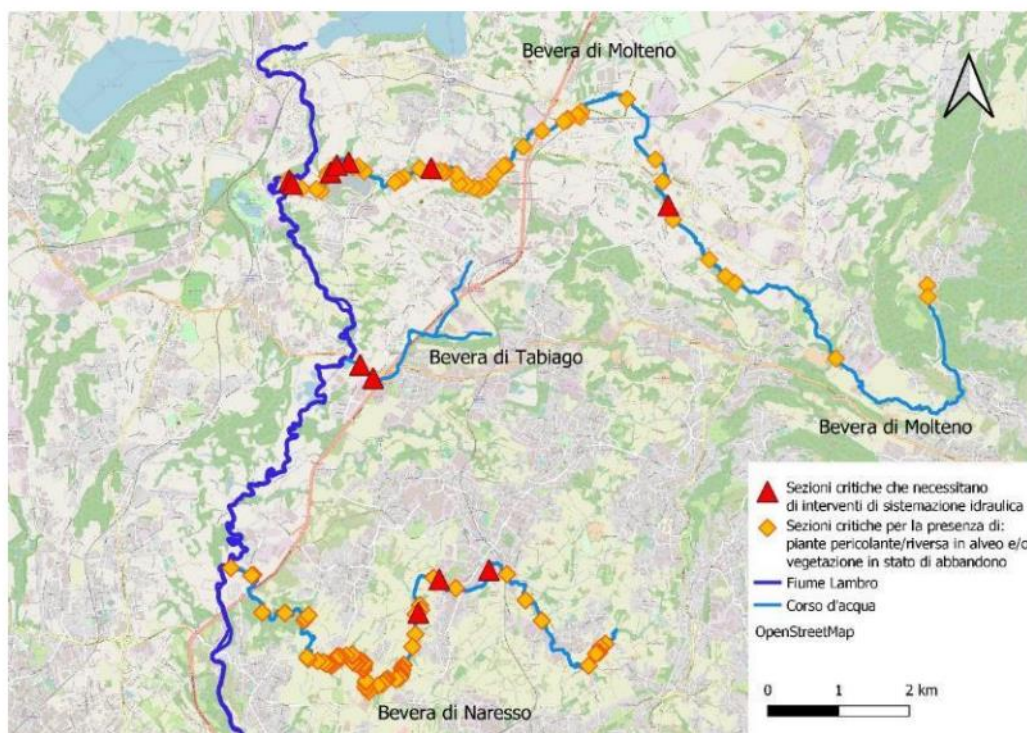 Bevera di Molteno
Bevera di Tabiago
Bevera di Molteno
Sezioni critiche che necessitano
di interventi di sistemazione idraulica
Sezioni critiche per la presenza di:
piante pericolante/riversa in alveo e/o
vegetazione in stato di abbandono
Fiume Lambro
Corso d'acqua
OpenStreetMap
0 1 2 km
Bevera di Naresso